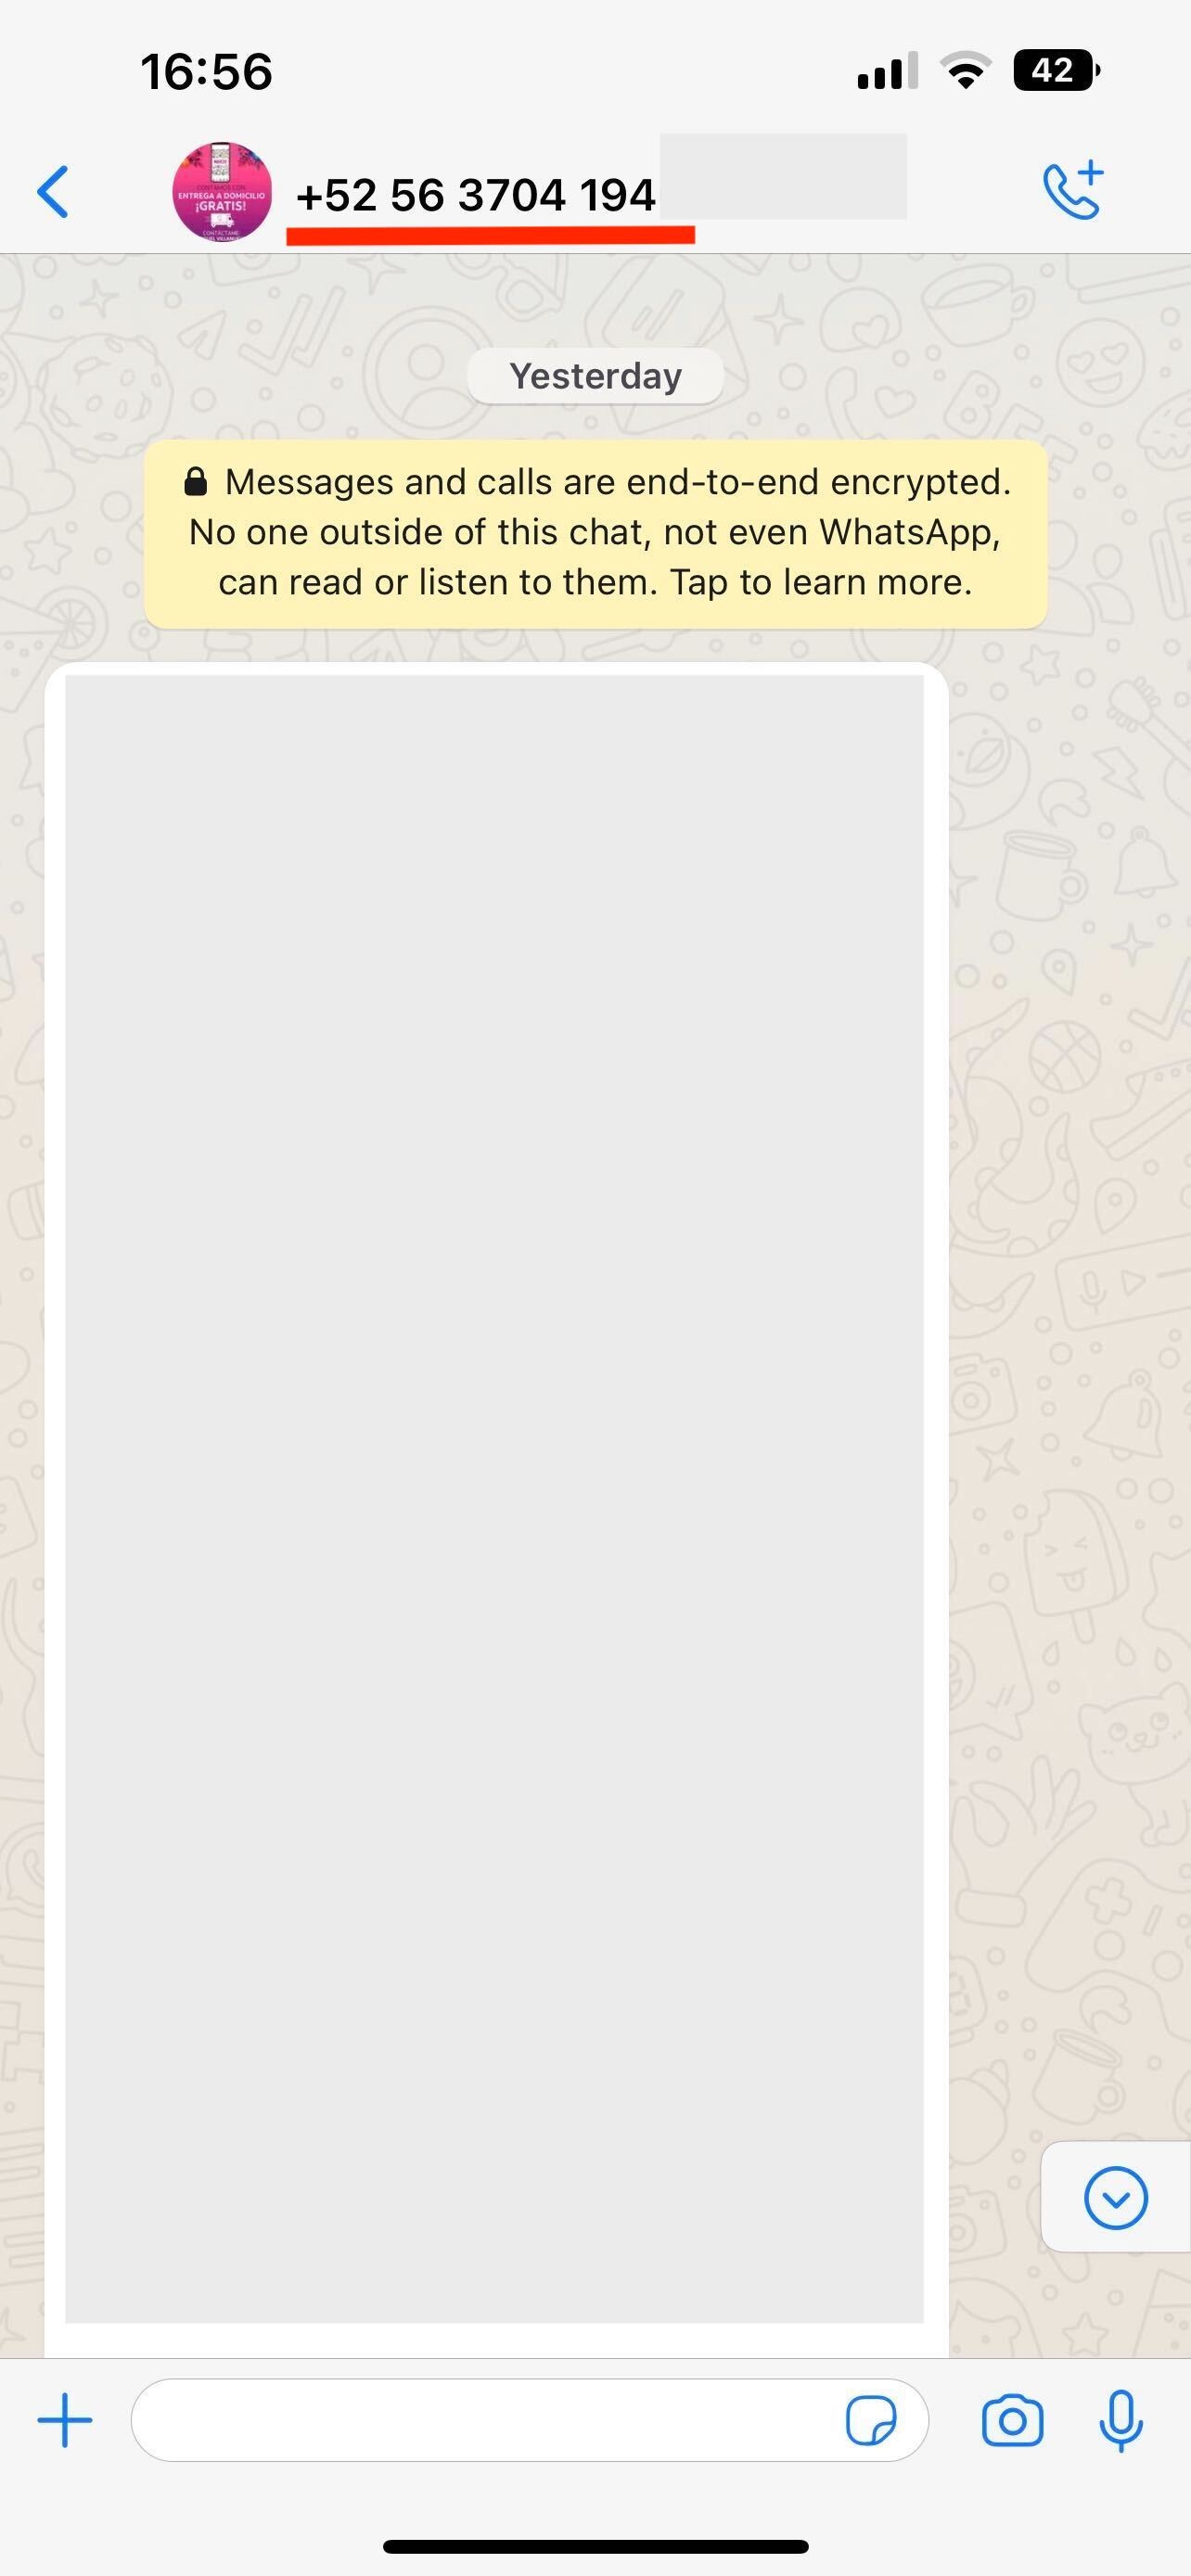 16:56
42
CONTAMOS CON
ENTREGA A DOMICILIO
¡GRATIS!
CONTÁCTAME
+52 56 3704 194
Yesterday
Messages and calls are end-to-end encrypted.
No one outside of this chat, not even WhatsApp,
can read or listen to them. Tap to learn more.